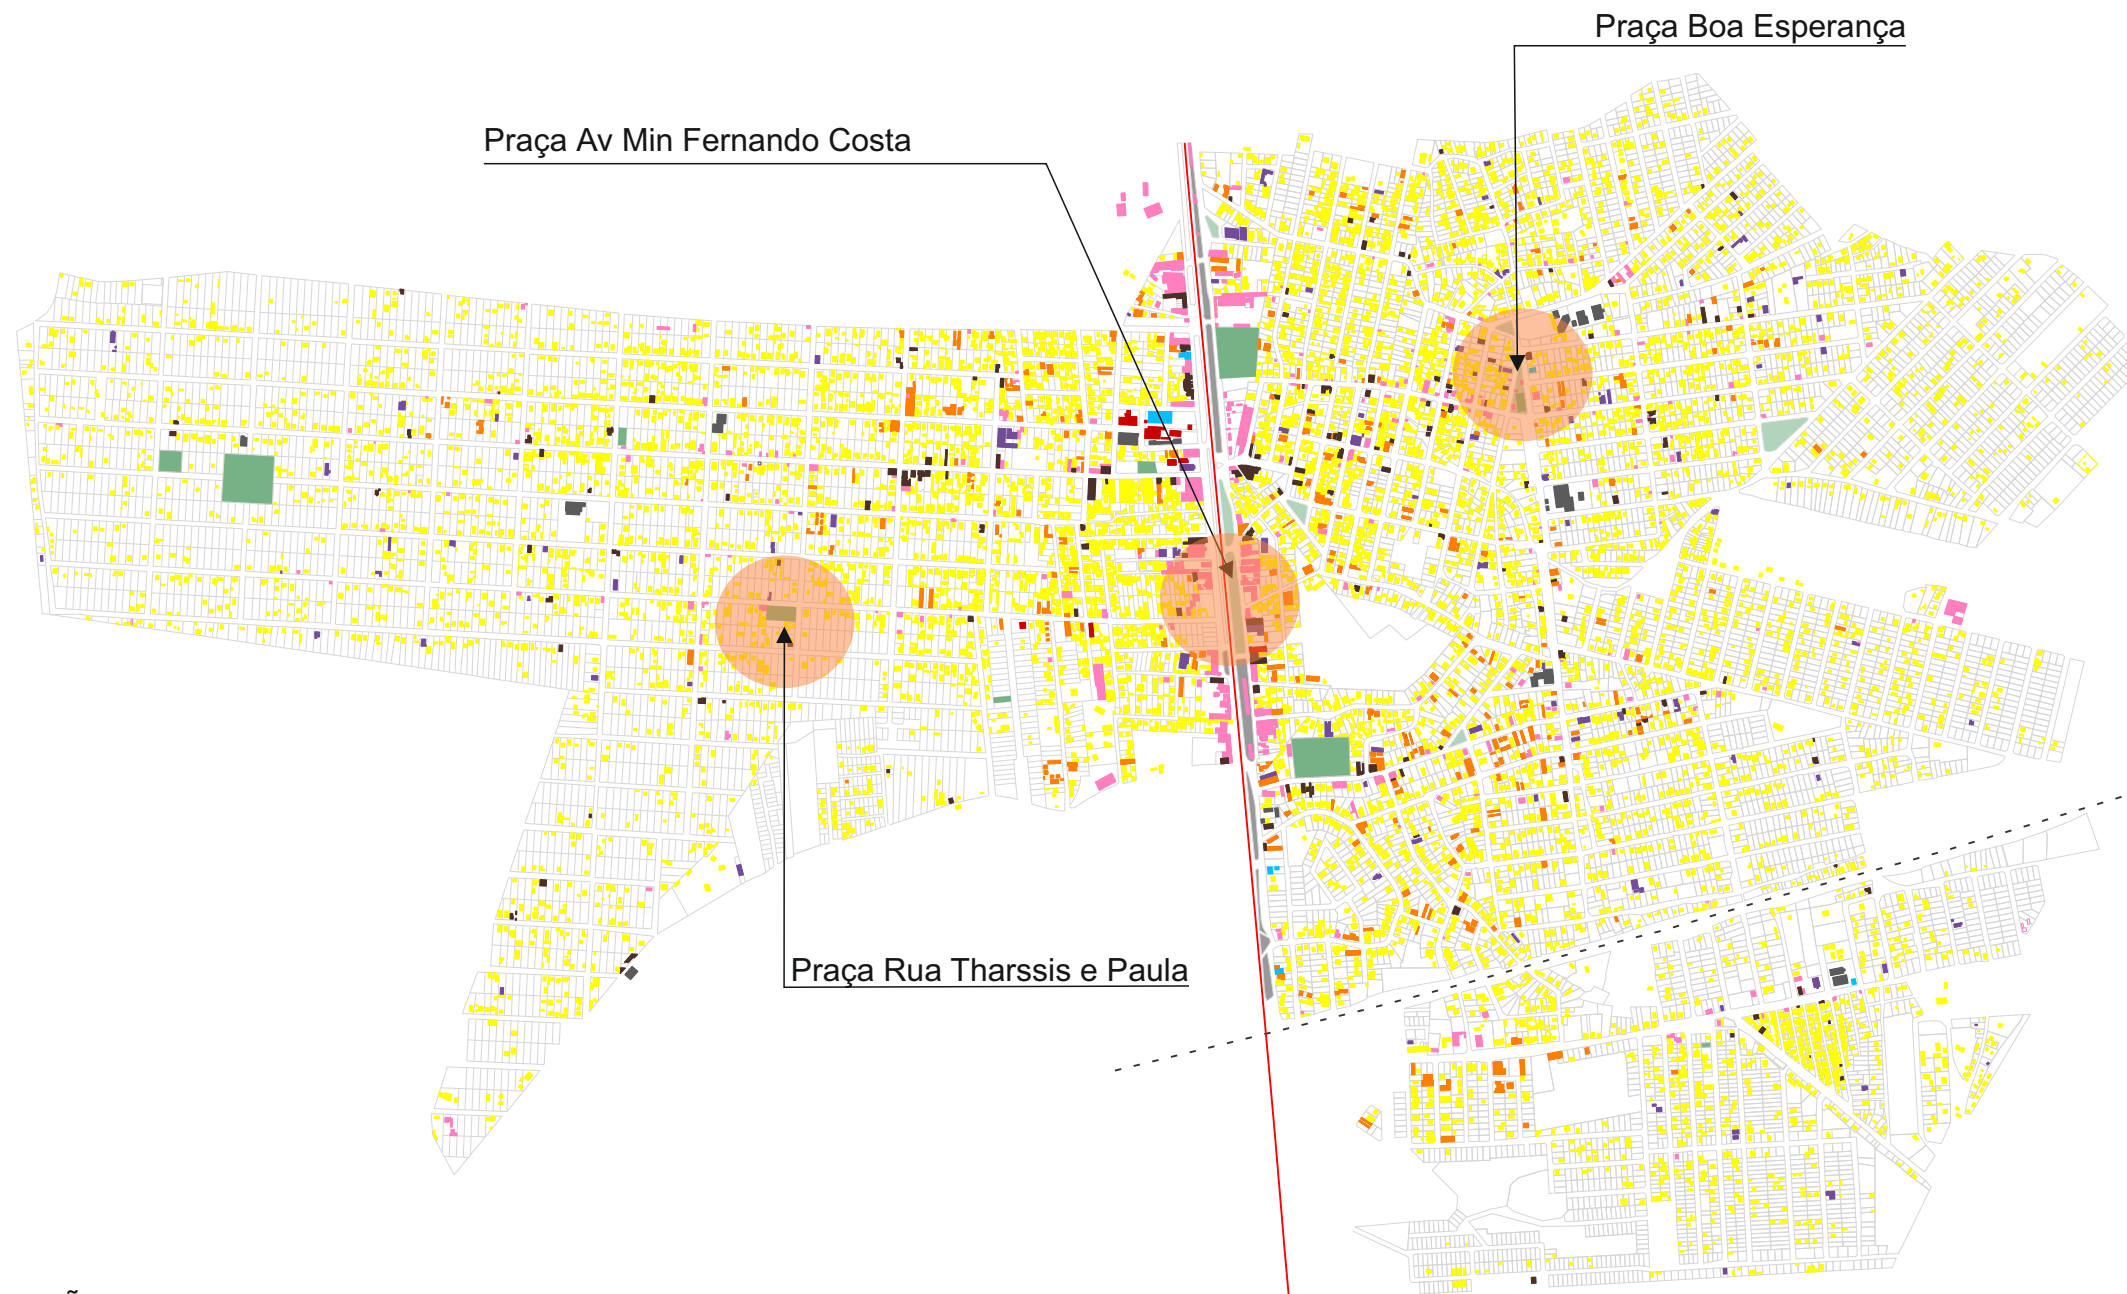 Praça Boa Esperança
Praça Av Min Fernando Costa
Praça Rua Tharssis e Paula